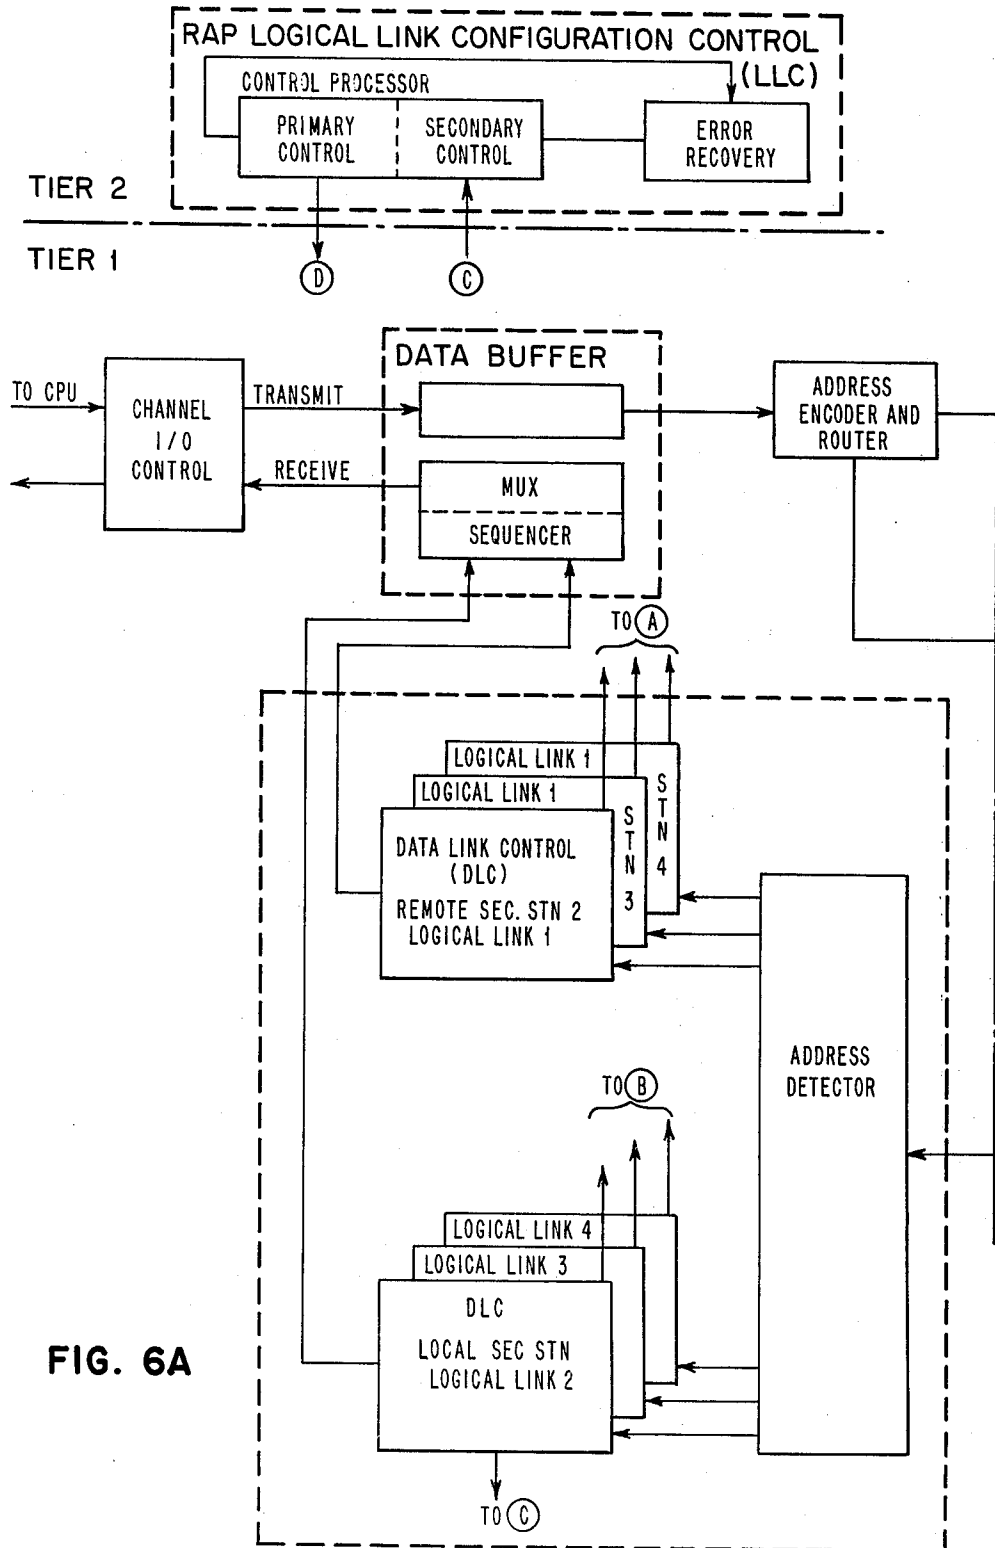 RAP LOGICAL LINK CONFIGURATION CONTROL
(LLC)
CONTROL PROCESSOR
PRIMARY
CONTROL
SECONDARY
CONTROL
ERROR
RECOVERY
TIER 2
TIER 1
D
C
DATA BUFFER
TO CPU
CHANNEL
I/O
CONTROL
TRANSMIT
RECEIVE
MUX
SEQUENCER
ADDRESS
ENCODER AND
ROUTER
TO A
LOGICAL LINK 1
STN 4
LOGICAL LINK 1
STN 3
DATA LINK CONTROL
(DLC)
REMOTE SEC. STN 2
LOGICAL LINK 1
ADDRESS
DETECTOR
TO B
LOGICAL LINK 4
LOGICAL LINK 3
DLC
LOCAL SEC STN
LOGICAL LINK 2
TO C
FIG. 6A